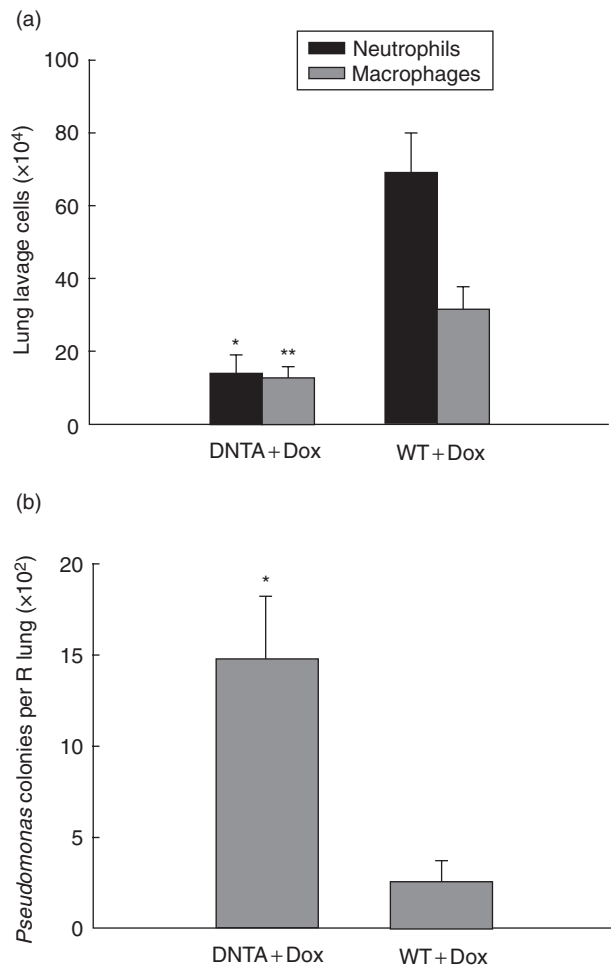 (a)
Neutrophils
Macrophages
100
80
60
40
20
0
Lung lavage cells (×10⁴)
*
**
DNTA+Dox
WT+Dox
(b)
20
15
10
5
0
Pseudomonas colonies per R lung (×10²)
*
DNTA+Dox
WT+Dox